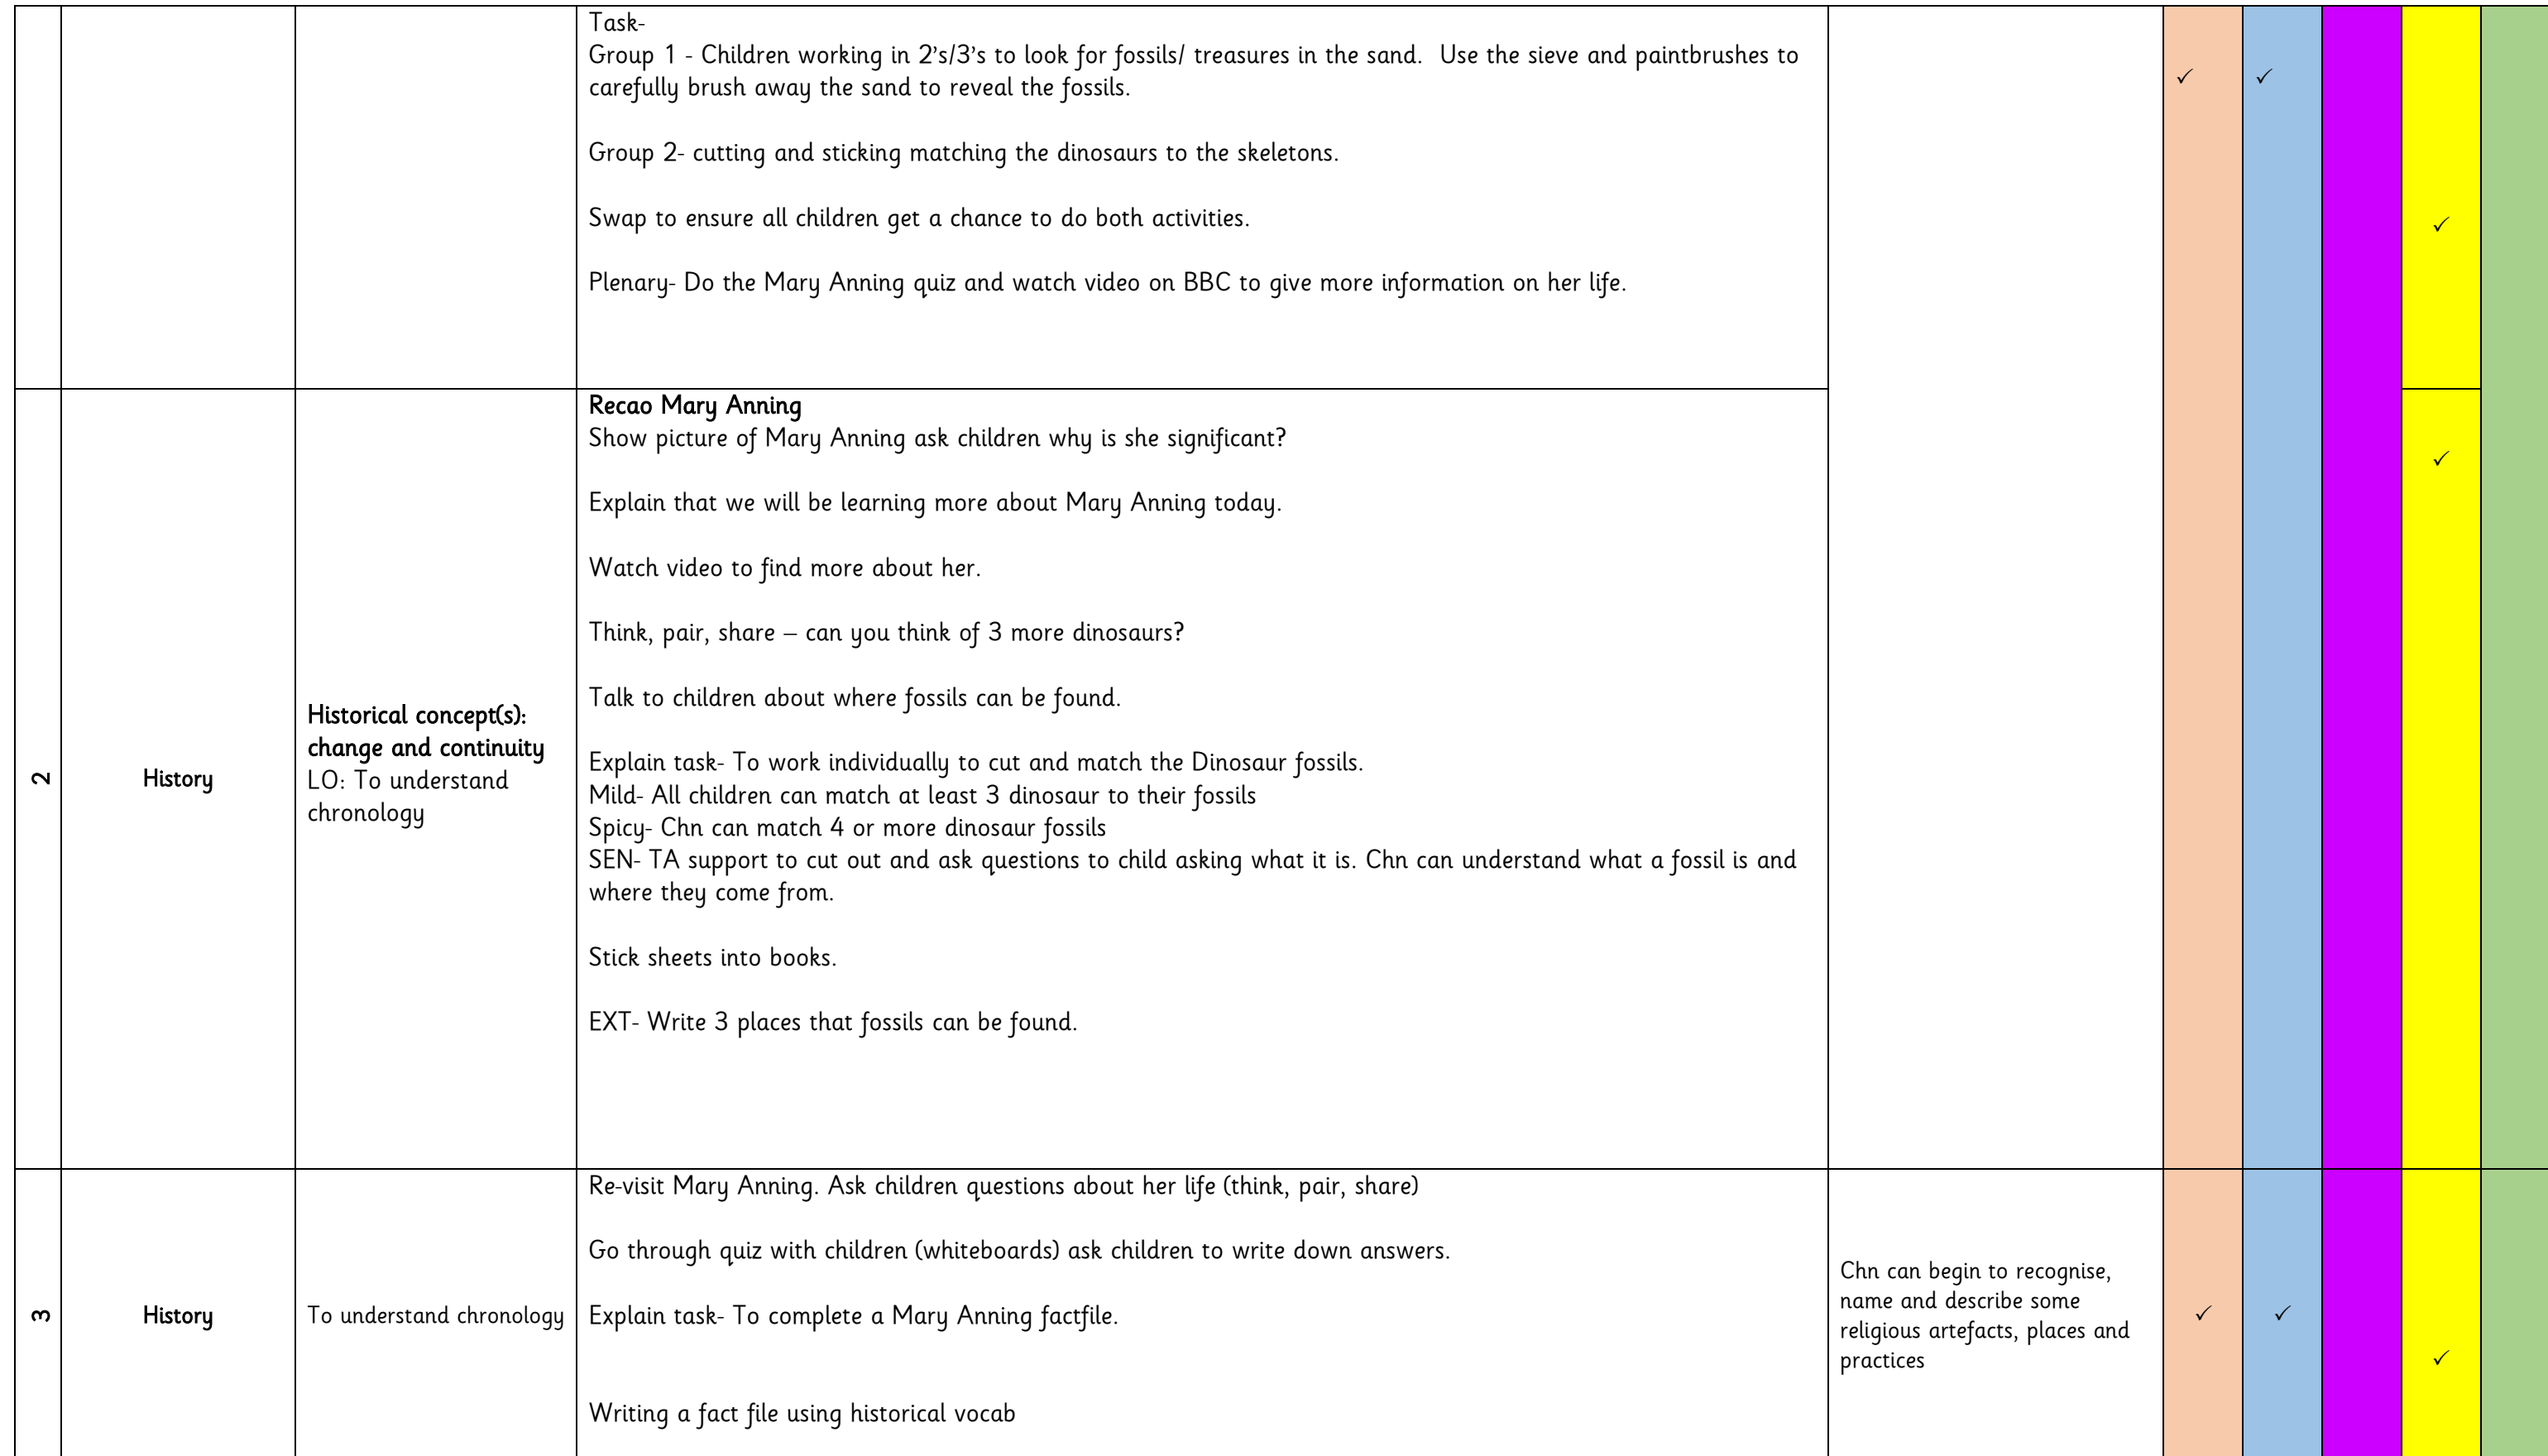 Task-
Group 1 - Children working in 2's/3's to look for fossils/ treasures in the sand.  Use the sieve and paintbrushes to
carefully brush away the sand to reveal the fossils.
✓ ✓
Group 2- cutting and sticking matching the dinosaurs to the skeletons.
Swap to ensure all children get a chance to do both activities.
✓
Plenary- Do the Mary Anning quiz and watch video on BBC to give more information on her life.
2
History
Historical concept(s):
change and continuity
LO: To understand
chronology
Recao Mary Anning
Show picture of Mary Anning ask children why is she significant?
Explain that we will be learning more about Mary Anning today.
Watch video to find more about her.
Think, pair, share – can you think of 3 more dinosaurs?
Talk to children about where fossils can be found.
Explain task- To work individually to cut and match the Dinosaur fossils.
Mild- All children can match at least 3 dinosaur to their fossils
Spicy- Chn can match 4 or more dinosaur fossils
SEN- TA support to cut out and ask questions to child asking what it is. Chn can understand what a fossil is and
where they come from.
Stick sheets into books.
EXT- Write 3 places that fossils can be found.
✓
3
History
To understand chronology
Re-visit Mary Anning. Ask children questions about her life (think, pair, share)
Go through quiz with children (whiteboards) ask children to write down answers.
Explain task- To complete a Mary Anning factfile.
Writing a fact file using historical vocab
Chn can begin to recognise,
name and describe some
religious artefacts, places and
practices
✓ ✓
✓